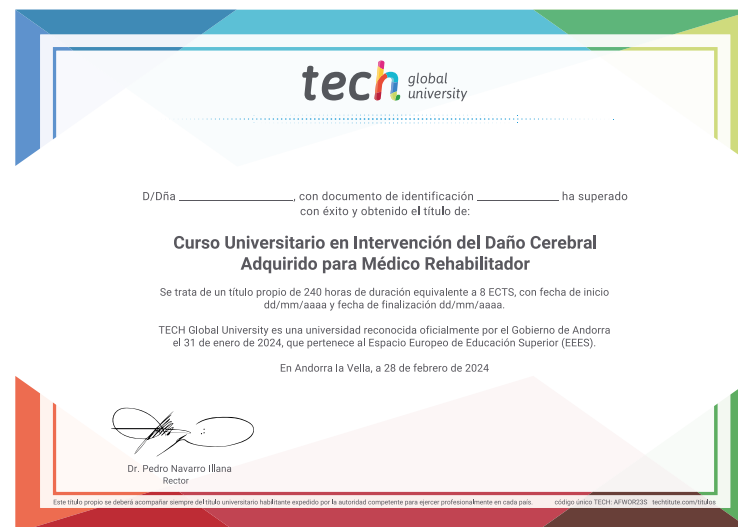 tech global
university
D/Dña ______________, con documento de identificación __________ ha superado
con éxito y obtenido el título de:
Curso Universitario en Intervención del Daño Cerebral
Adquirido para Médico Rehabilitador
Se trata de un título propio de 240 horas de duración equivalente a 8 ECTS, con fecha de inicio
dd/mm/aaaa y fecha de finalización dd/mm/aaaa.
TECH Global University es una universidad reconocida oficialmente por el Gobierno de Andorra
el 31 de enero de 2024, que pertenece al Espacio Europeo de Educación Superior (EEES).
En Andorra la Vella, a 28 de febrero de 2024
Dr. Pedro Navarro Illana
Rector
Este título propio se deberá acompañar siempre del título universitario habilitante expedido por la autoridad competente para ejercer profesionalmente en cada país. código único TECH: AFWOR23S techtitute.com/titulos